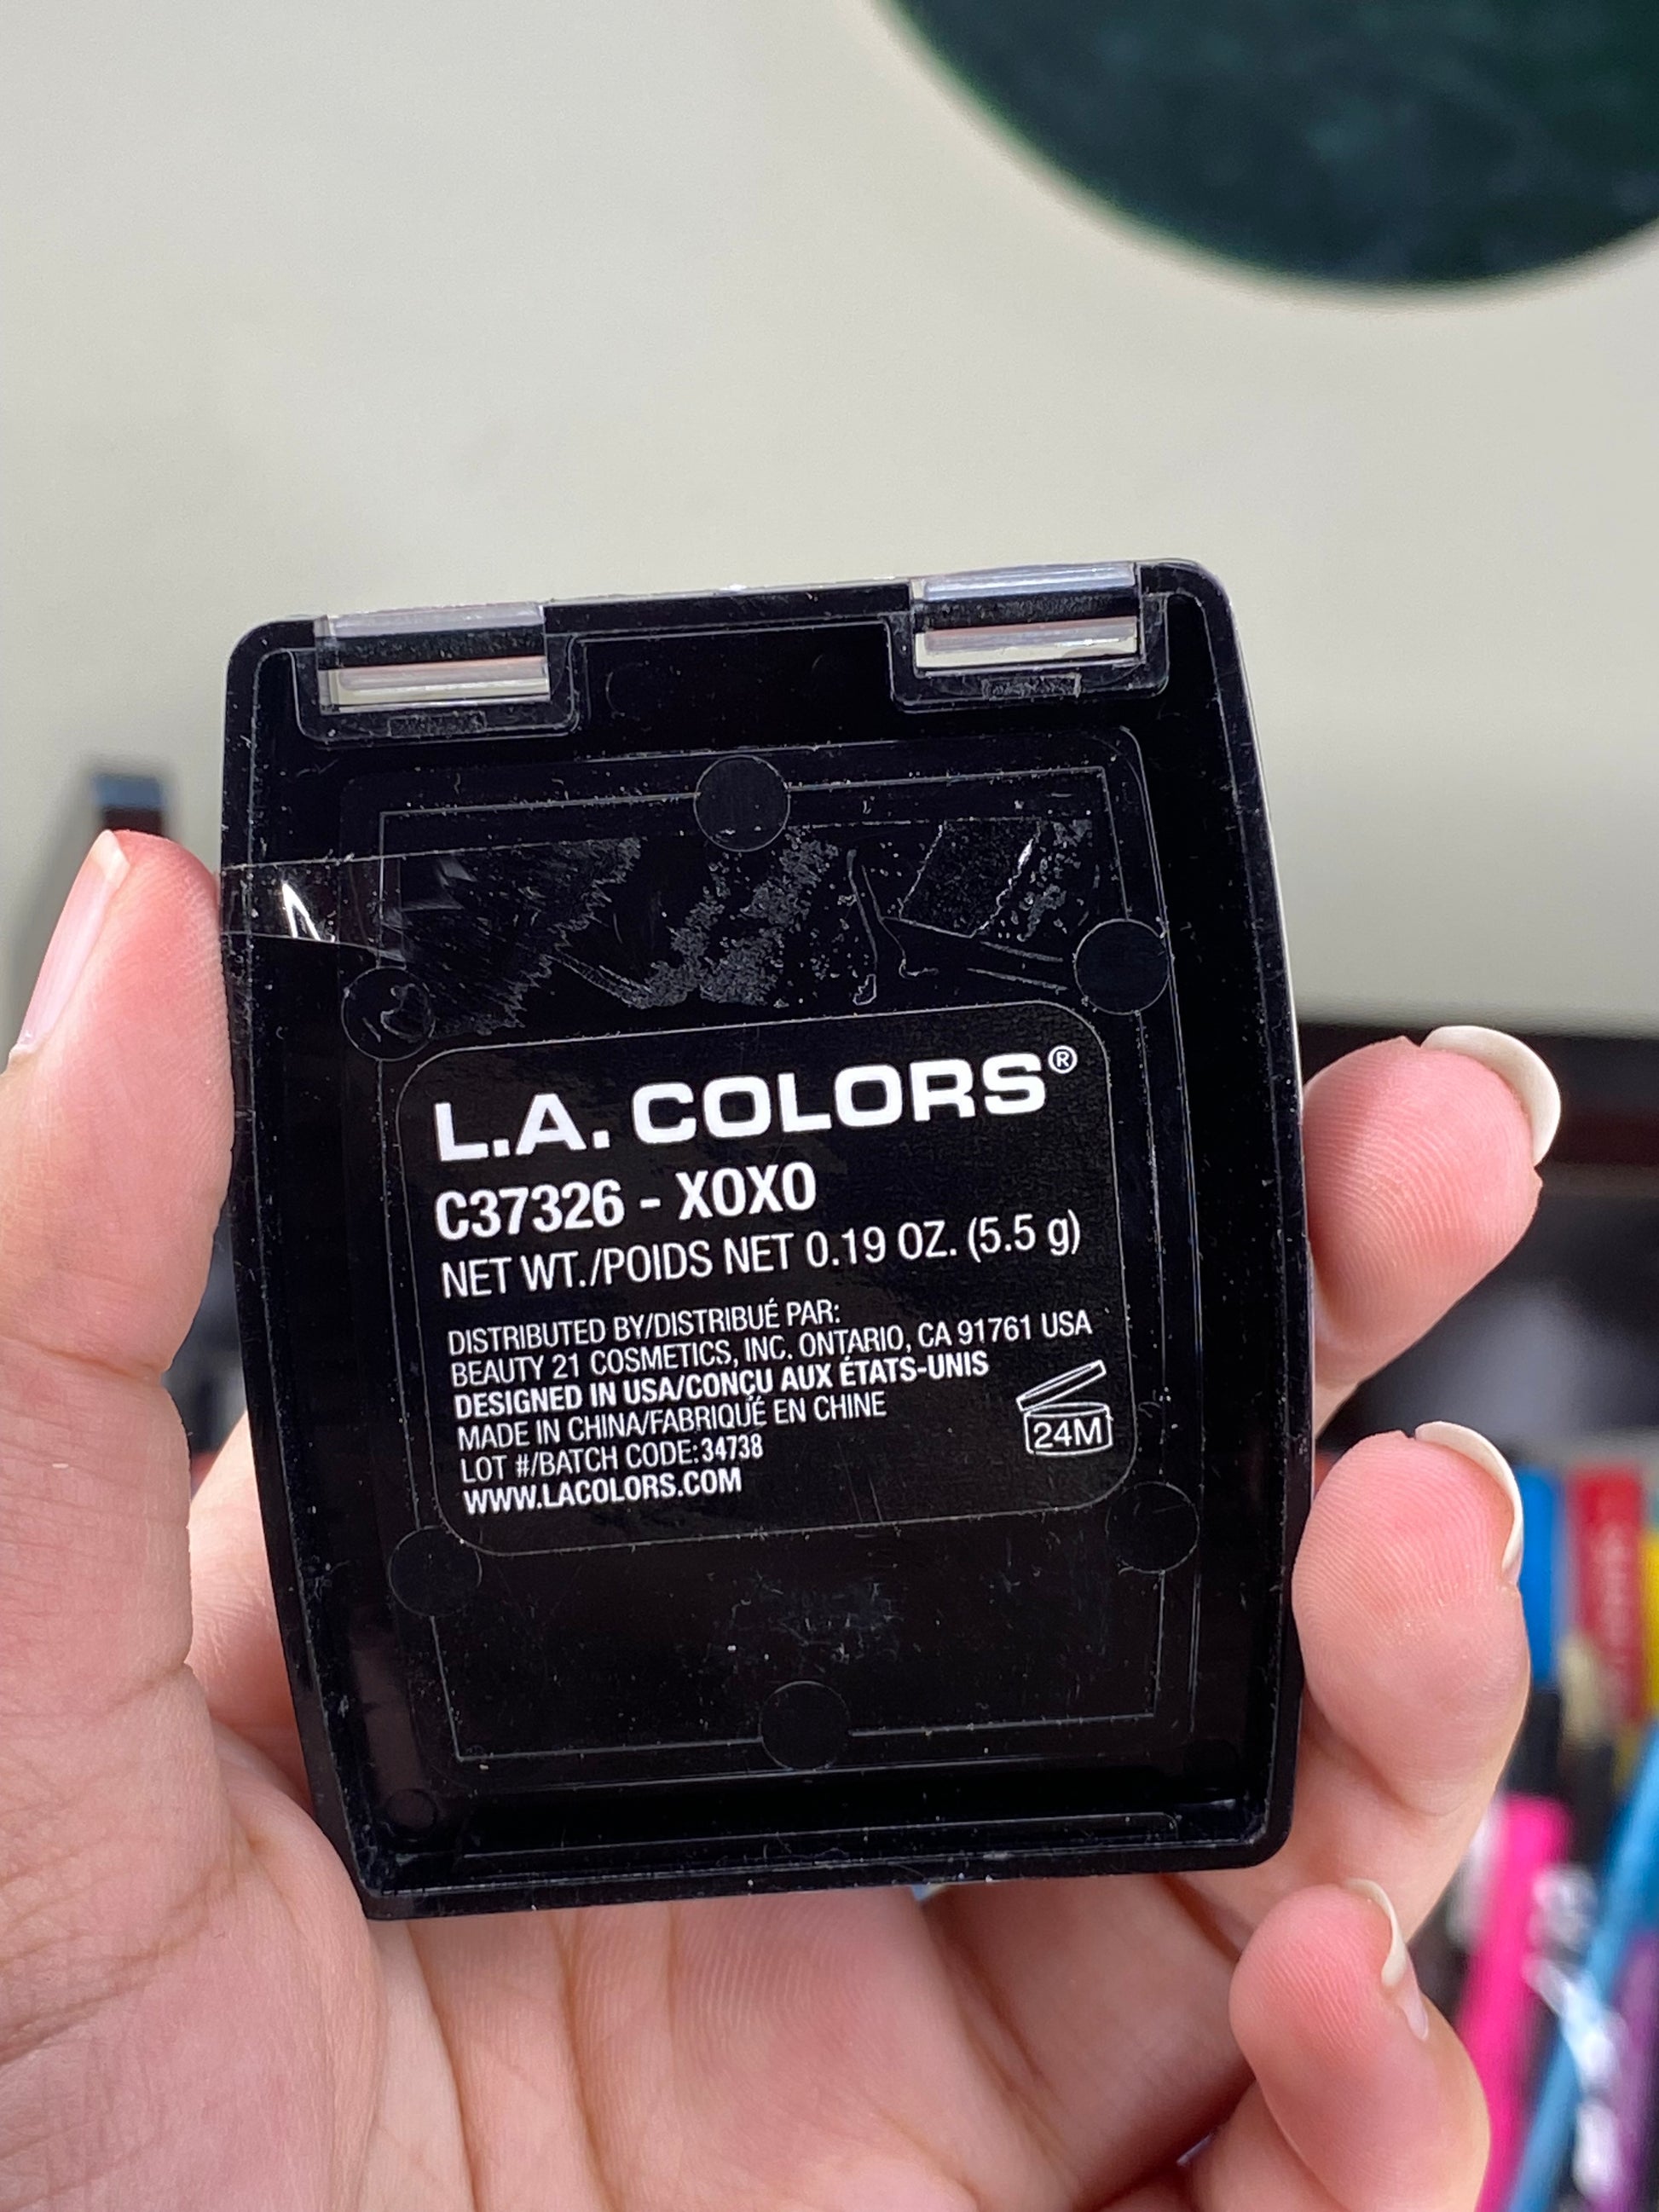 L.A. COLORS®
C37326 - XOXO
NET WT./POIDS NET 0.19 OZ. (5.5 g)
DISTRIBUTED BY/DISTRIBUÉ PAR:
BEAUTY 21 COSMETICS, INC. ONTARIO, CA 91761 USA
DESIGNED IN USA/CONÇU AUX ÉTATS-UNIS
MADE IN CHINA/FABRIQUÉ EN CHINE
LOT #/BATCH CODE: 34738
WWW.LACOLORS.COM
24M